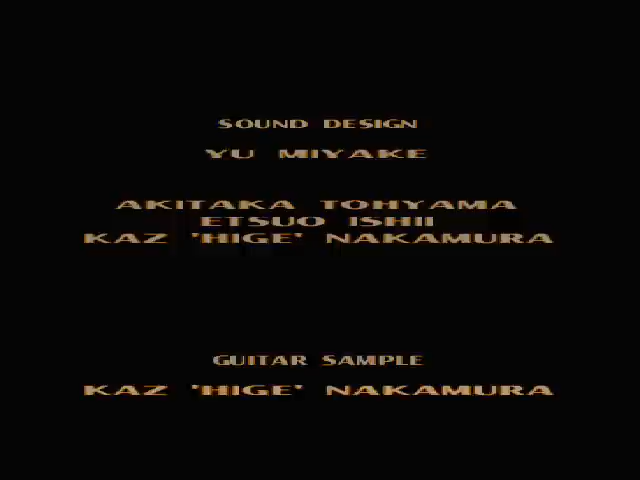 SOUND DESIGN
YU MIYAKE
AKITAKA TOHYAMA
ETSUO ISHII
KAZ 'HIGE' NAKAMURA
GUITAR SAMPLE
KAZ 'HIGE' NAKAMURA